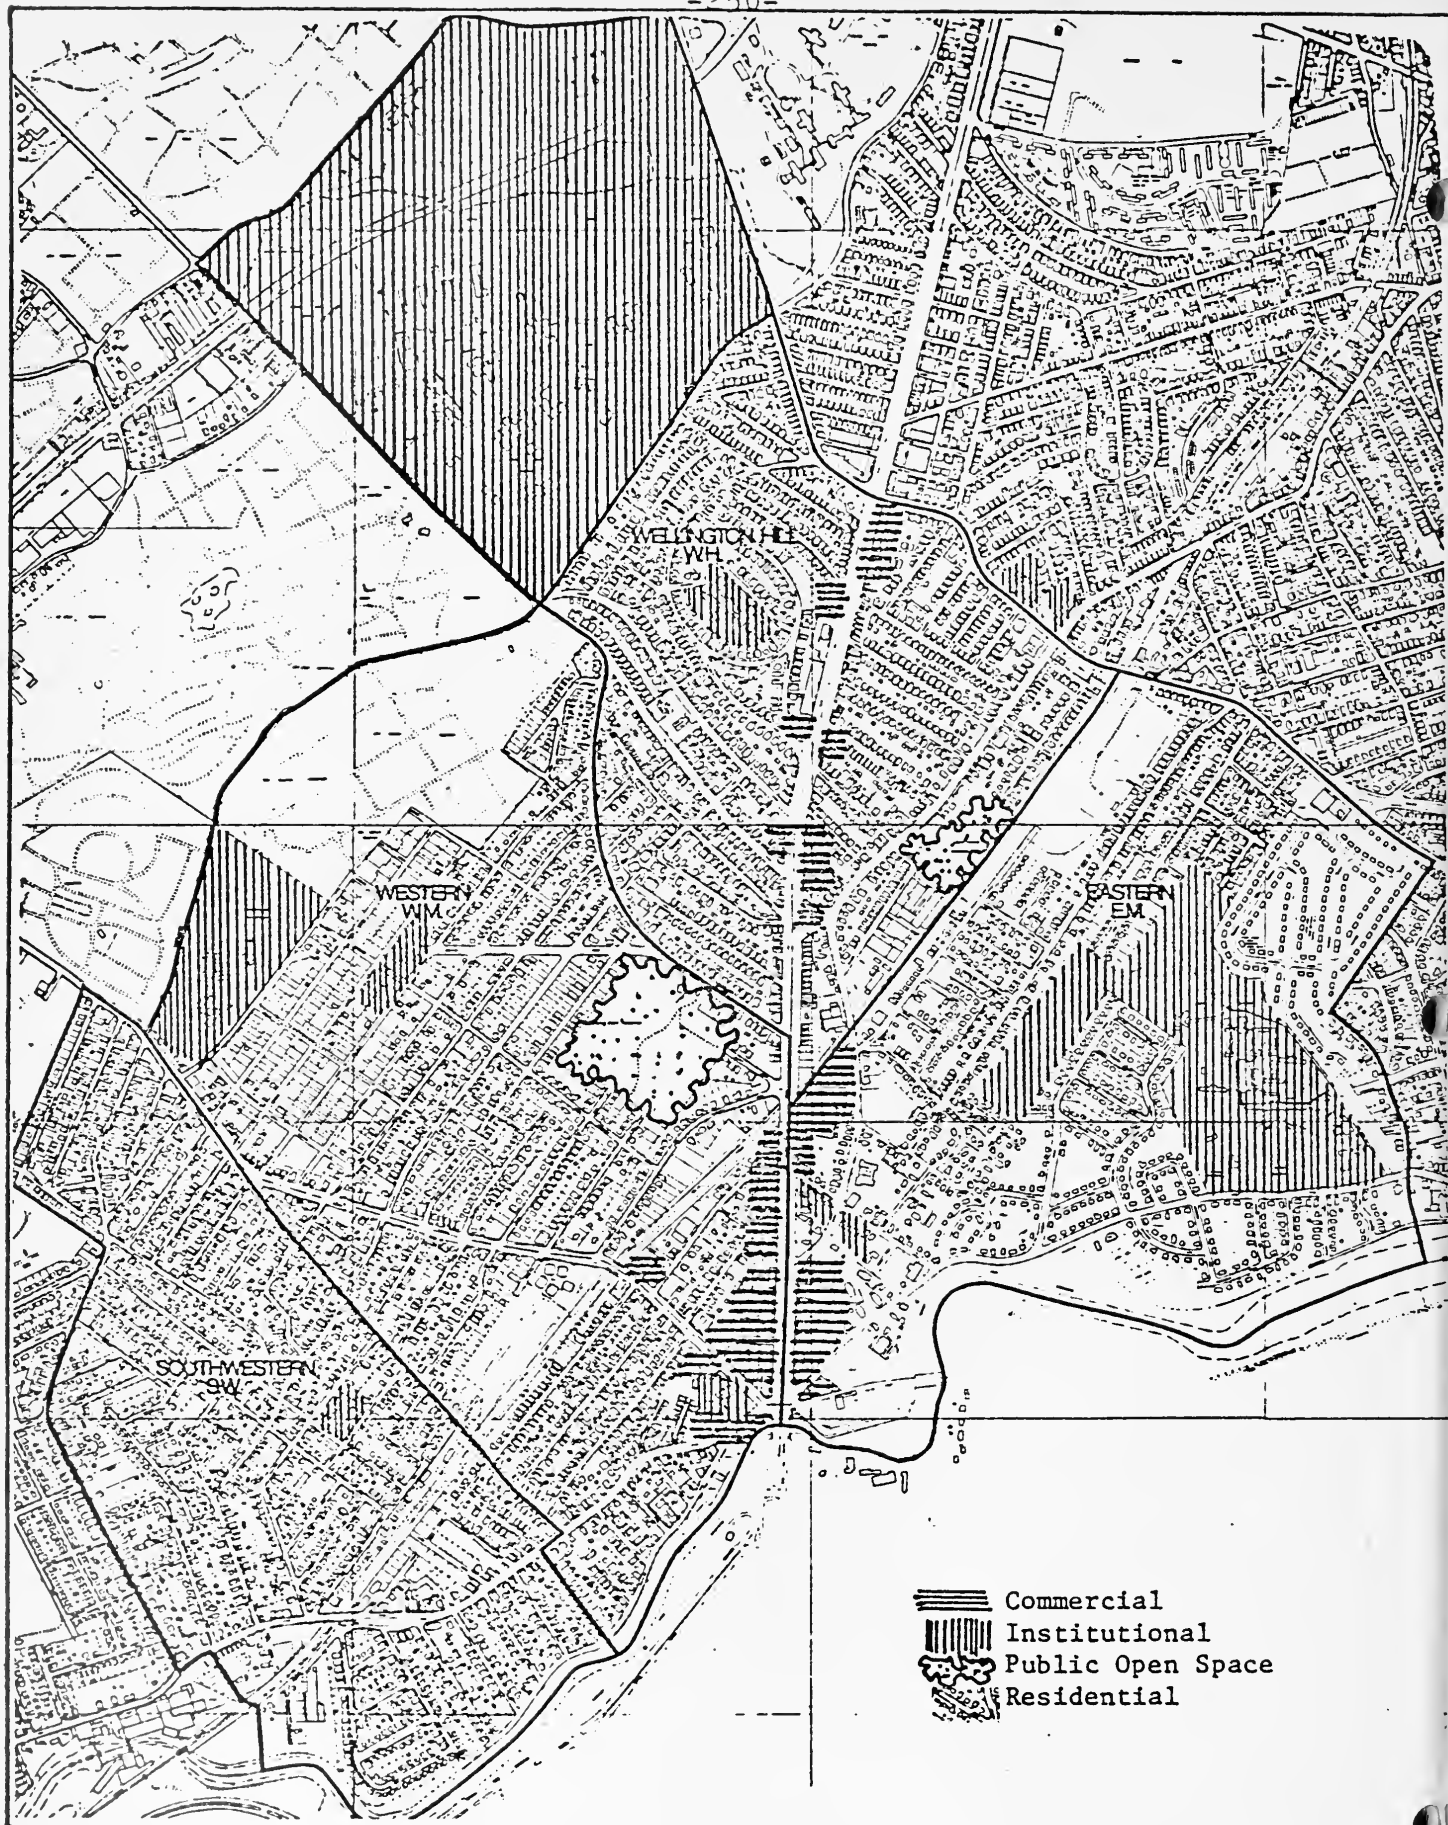 WELLINGTON HILL
W.H.
WESTERN
W.M.
EASTERN
E.M.
SOUTHWESTERN
S.W.
Commercial
Institutional
Public Open Space
Residential